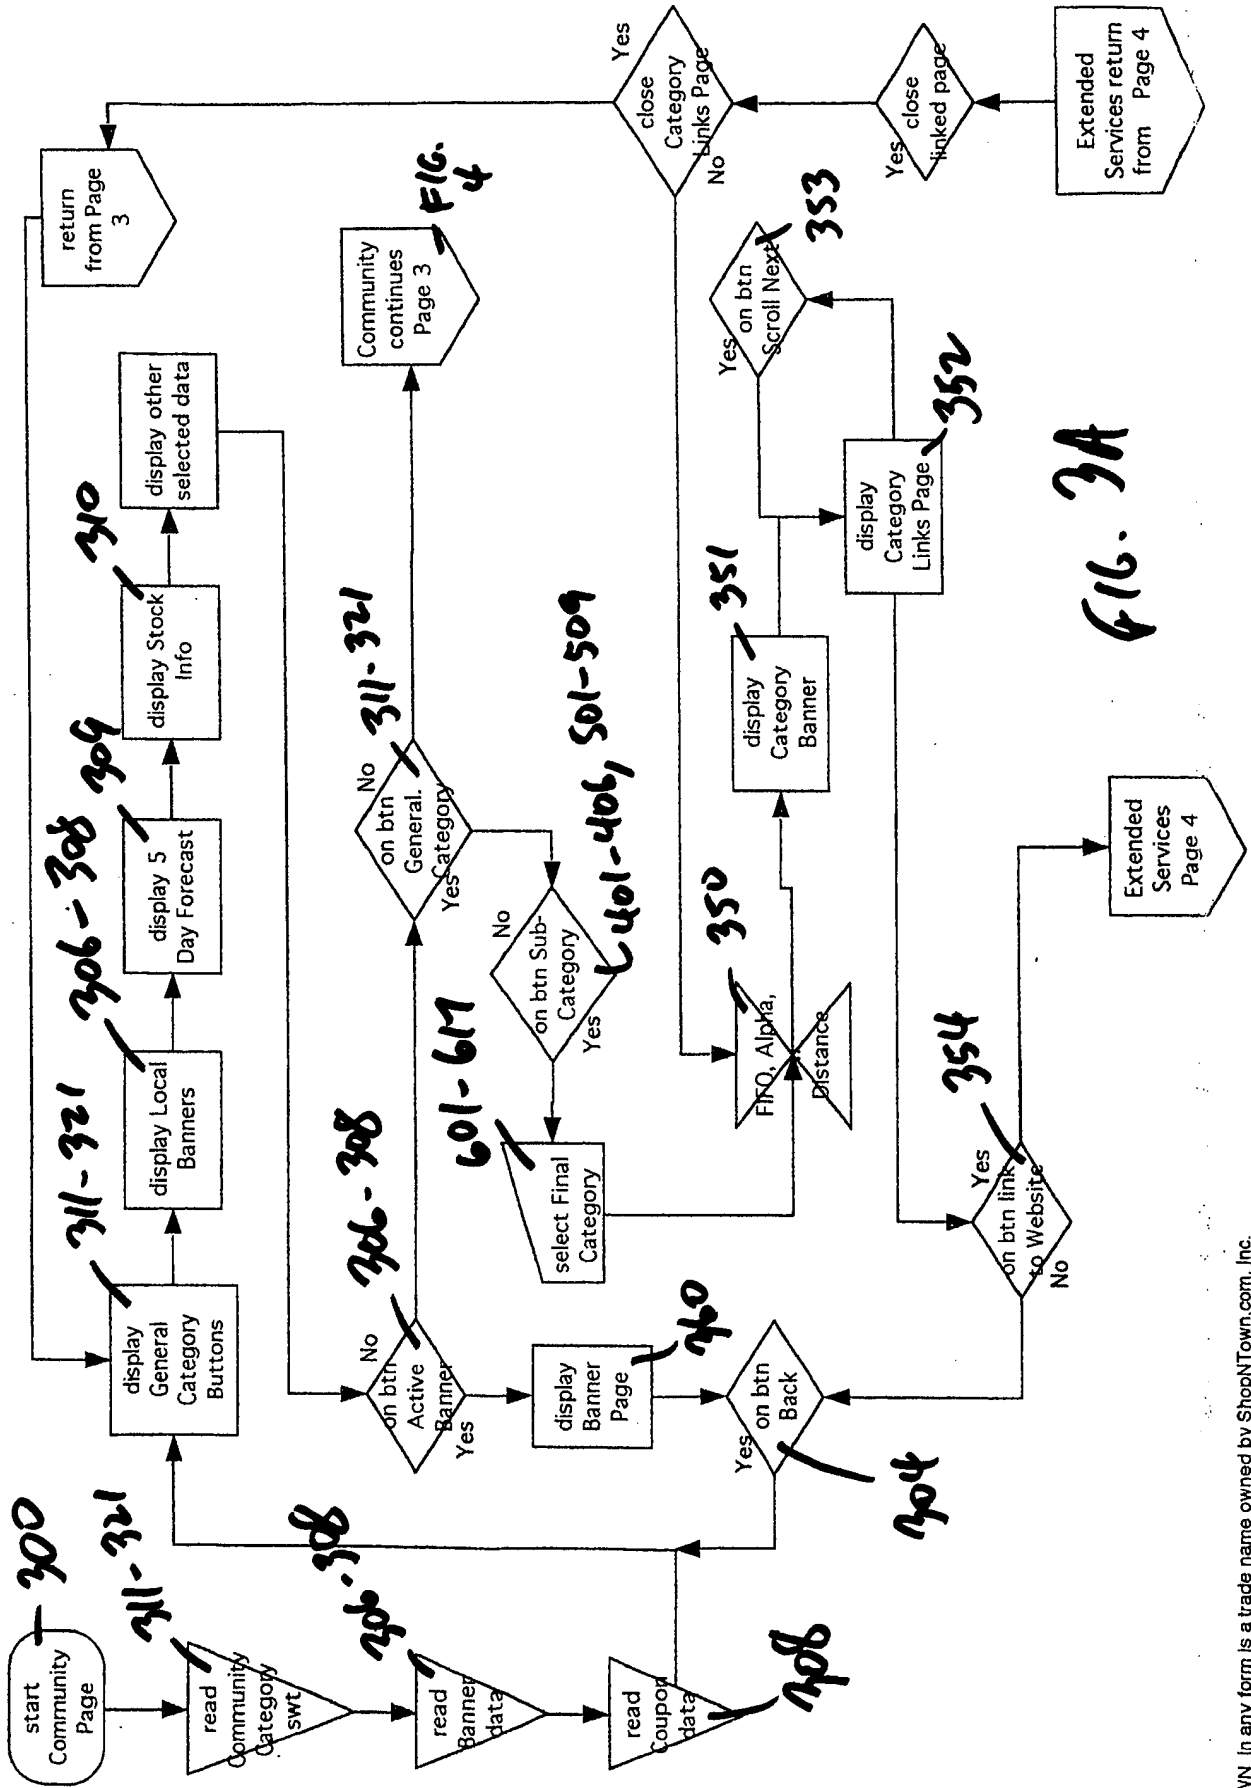 start
Community
Page
300
read
Community
Category
swt
311-321
read
Banner
data
306-308
read
Coupon
data
308
display
General
Category
Buttons
311-321
display Local
Banners
306-308
display 5
Day Forecast
309
display Stock
Info
310
display other
selected data
return
from Page
3
on btn
Active
Banner
No
Yes
306-308
display
Banner
Page
360
on btn
Back
Yes
304
on btn
General.
Category
No
Yes
311-321
Community
continues
Page 3
FIG.
4
on btn Sub-
Category
No
Yes
401-406, 501-509
select Final
Category
601-617
FIFO, Alpha,
Distance
350
display
Category
Banner
351
display
Category
Links Page
352
on btn
Scroll Next
Yes
353
on btn link
to Website
Yes
No
354
Extended
Services
Page 4
close
Category
Links Page
Yes
No
close
linked page
Yes
Extended
Services return
from Page 4
FIG. 3A
in any form is a trade name owned by ShopNTown.com, Inc.